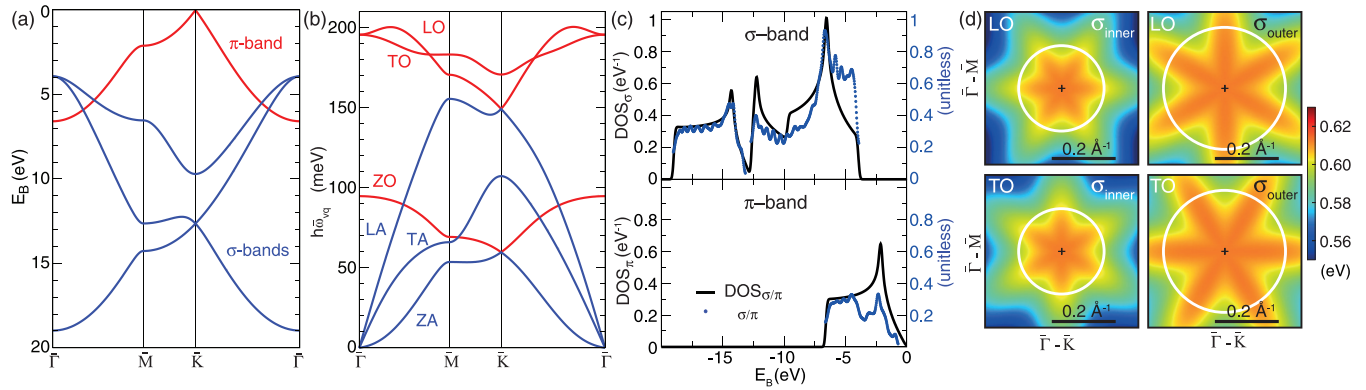 (a)
0
5
10
15
20
E_B (eV)
π-band
σ-bands
Γ̄
M̄
K̄
Γ̄
(b)
200
150
100
50
0
ħω̄_νq (meV)
LO
TO
ZO
LA
TA
ZA
Γ̄
M̄
K̄
Γ̄
(c)
σ–band
DOS_σ (eV⁻¹)
1
0.8
0.6
0.4
0.2
0
1
0.8
0.6
0.4
0.2
(unitless)
π-band
DOS_π (eV⁻¹)
0.8
0.6
0.4
0.2
0
0.8
0.6
0.4
0.2
(unitless)
DOS_σ/π
σ/π
-15
-10
-5
0
E_B (eV)
(d)
LO
σ_inner
0.2 Å⁻¹
LO
σ_outer
0.2 Å⁻¹
TO
σ_inner
0.2 Å⁻¹
TO
σ_outer
0.2 Å⁻¹
Γ̄ - M̄
Γ̄ - M̄
Γ̄ - K̄
Γ̄ - K̄
0.62
0.60
0.58
0.56
(eV)